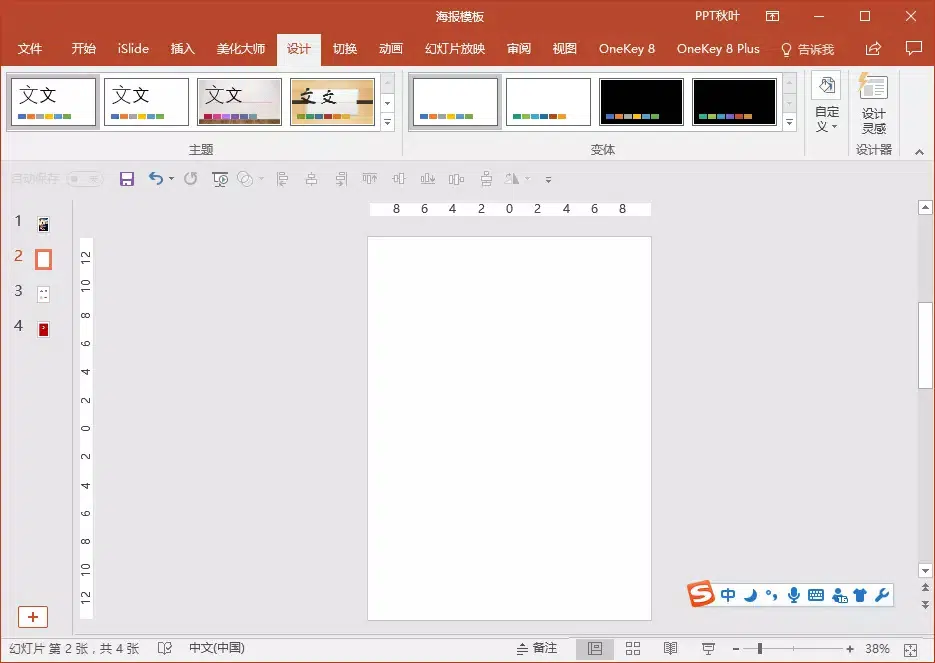 海报模板
PPT秋叶
文件 开始 iSlide 插入 美化大师 设计 切换 动画 幻灯片放映 审阅 视图 OneKey 8 OneKey 8 Plus 告诉我
文文 文文 文文 文文
自定义
设计灵感
主题 变体 设计器
自动保存
8 6 4 2 0 2 4 6 8
1
2
3
4
12
10
8
6
4
2
0
2
4
6
8
10
12
S 中
幻灯片 第 2 张，共 4 张 中文(中国) 备注 38%